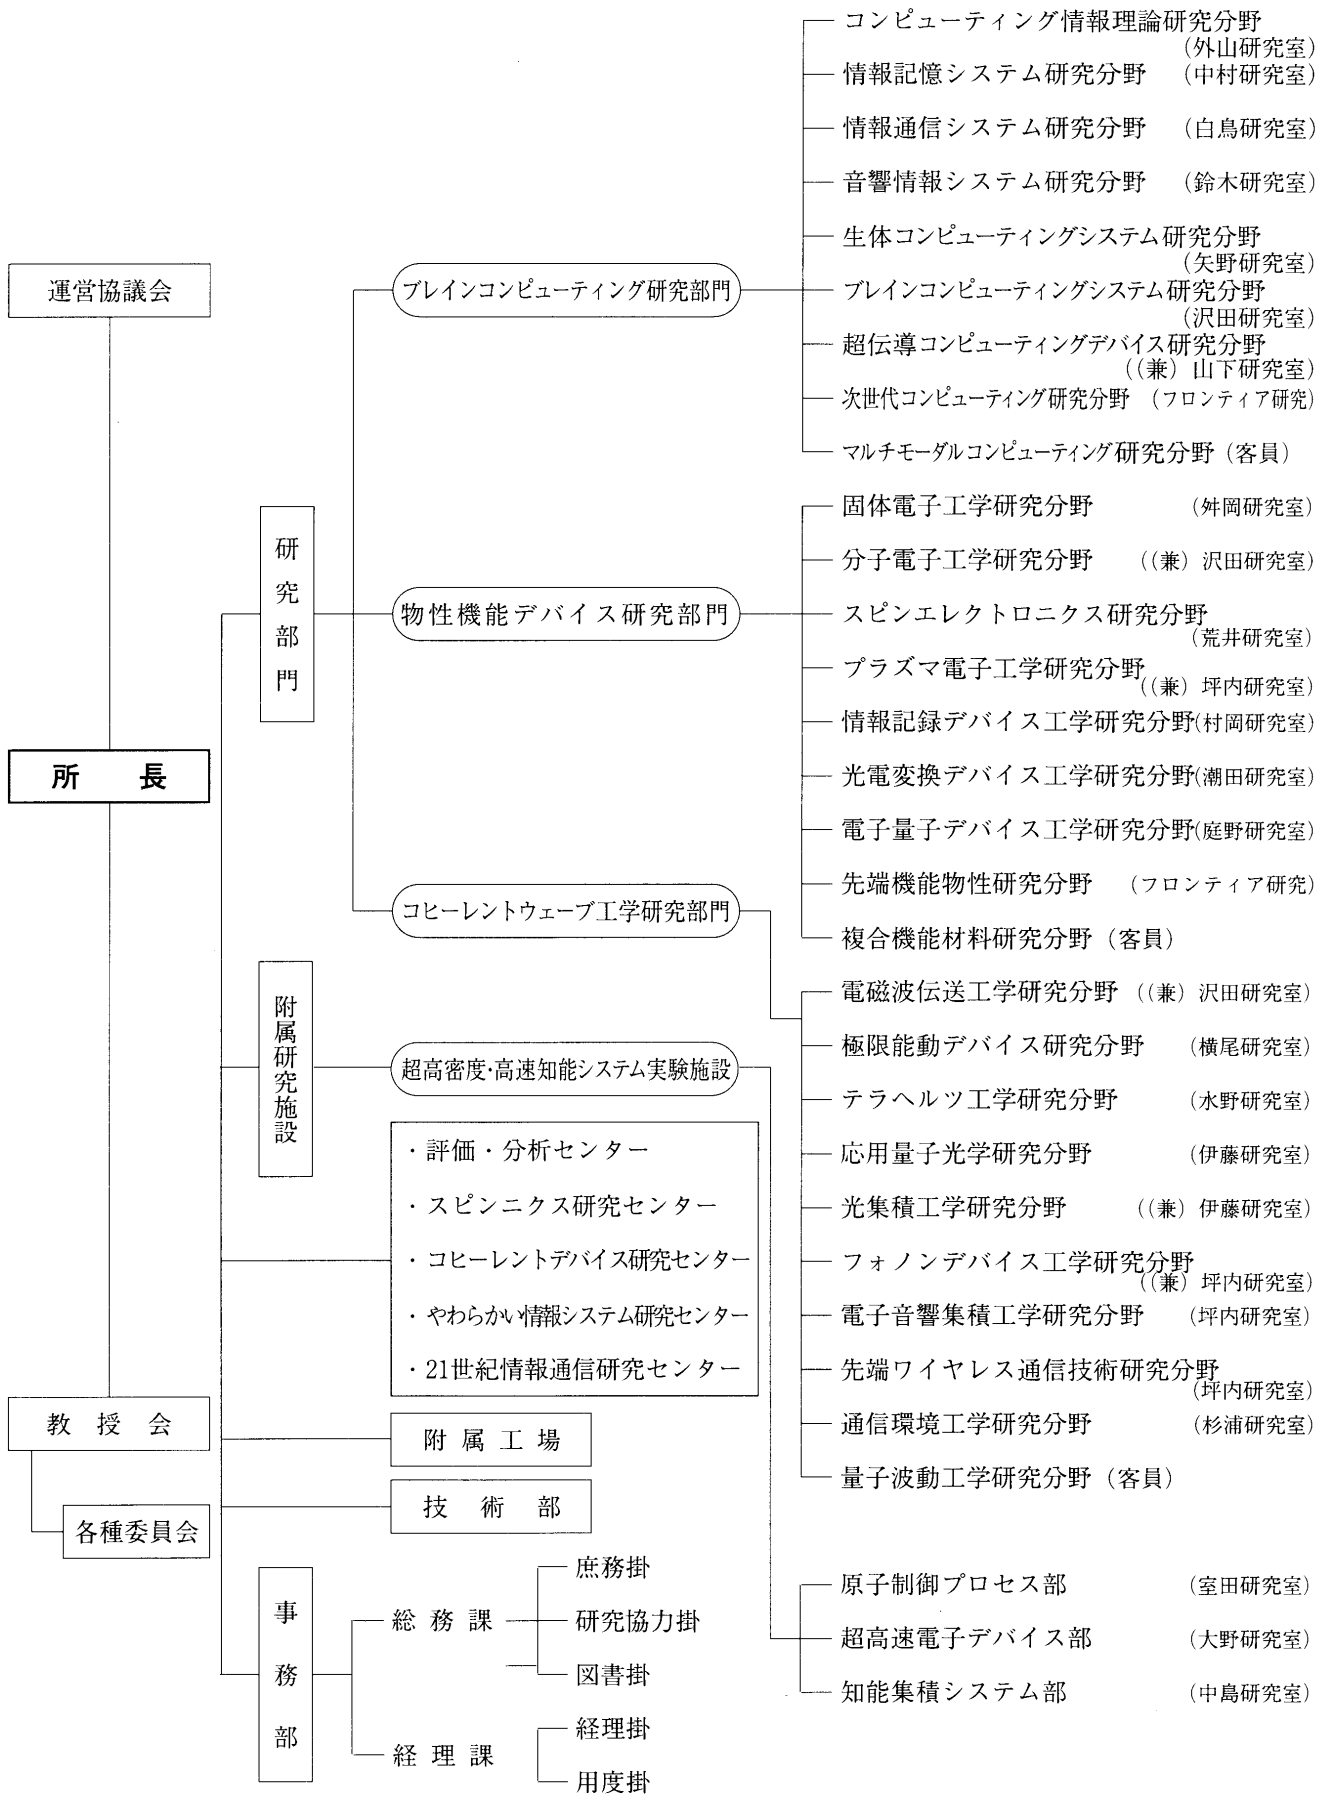 運営協議会
所長
教授会
各種委員会
研究部門
ブレインコンピューティング研究部門
コンピューティング情報理論研究分野
(外山研究室)
情報記憶システム研究分野 (中村研究室)
情報通信システム研究分野 (白鳥研究室)
音響情報システム研究分野 (鈴木研究室)
生体コンピューティングシステム研究分野
(矢野研究室)
ブレインコンピューティングシステム研究分野
(沢田研究室)
超伝導コンピューティングデバイス研究分野
((兼) 山下研究室)
次世代コンピューティング研究分野 (フロンティア研究)
マルチモーダルコンピューティング研究分野 (客員)
物性機能デバイス研究部門
固体電子工学研究分野 (舛岡研究室)
分子電子工学研究分野 ((兼) 沢田研究室)
スピンエレクトロニクス研究分野
(荒井研究室)
プラズマ電子工学研究分野
((兼) 坪内研究室)
情報記録デバイス工学研究分野(村岡研究室)
光電変換デバイス工学研究分野(潮田研究室)
電子量子デバイス工学研究分野(庭野研究室)
先端機能物性研究分野 (フロンティア研究)
複合機能材料研究分野 (客員)
コヒーレントウェーブ工学研究部門
電磁波伝送工学研究分野 ((兼) 沢田研究室)
極限能動デバイス研究分野 (横尾研究室)
テラヘルツ工学研究分野 (水野研究室)
応用量子光学研究分野 (伊藤研究室)
光集積工学研究分野 ((兼) 伊藤研究室)
フォノンデバイス工学研究分野
((兼) 坪内研究室)
電子音響集積工学研究分野 (坪内研究室)
先端ワイヤレス通信技術研究分野
(坪内研究室)
通信環境工学研究分野 (杉浦研究室)
量子波動工学研究分野 (客員)
附属研究施設
超高密度・高速知能システム実験施設
原子制御プロセス部 (室田研究室)
超高速電子デバイス部 (大野研究室)
知能集積システム部 (中島研究室)
・評価・分析センター
・スピンニクス研究センター
・コヒーレントデバイス研究センター
・やわらかい情報システム研究センター
・21世紀情報通信研究センター
附属工場
技術部
事務部
総務課
庶務掛
研究協力掛
図書掛
経理課
経理掛
用度掛